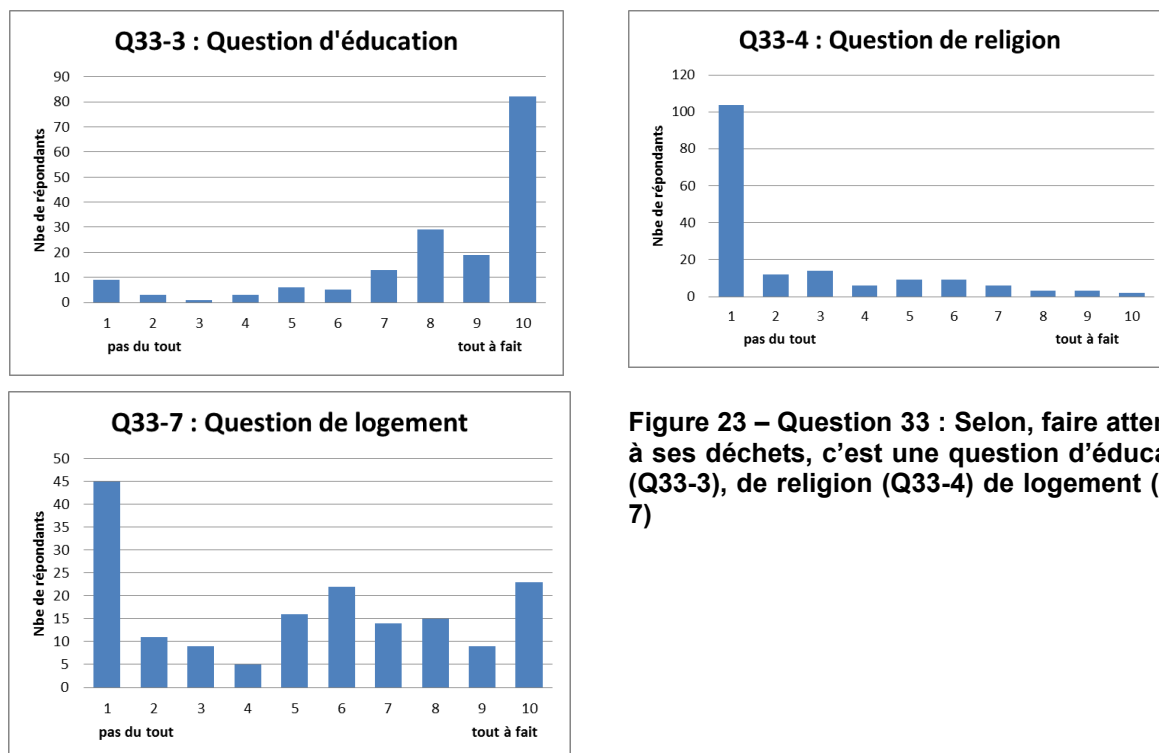 Q33-3 : Question d'éducation
Nbe de répondants
90
80
70
60
50
40
30
20
10
0
1 2 3 4 5 6 7 8 9 10
pas du tout tout à fait
Q33-4 : Question de religion
Nbe de répondants
120
100
80
60
40
20
0
1 2 3 4 5 6 7 8 9 10
pas du tout tout à fait
Q33-7 : Question de logement
Nbe de répondants
50
45
40
35
30
25
20
15
10
5
0
1 2 3 4 5 6 7 8 9 10
pas du tout tout à fait
Figure 23 – Question 33 : Selon, faire atten
à ses déchets, c’est une question d’éduca
(Q33-3), de religion (Q33-4) de logement (
7)